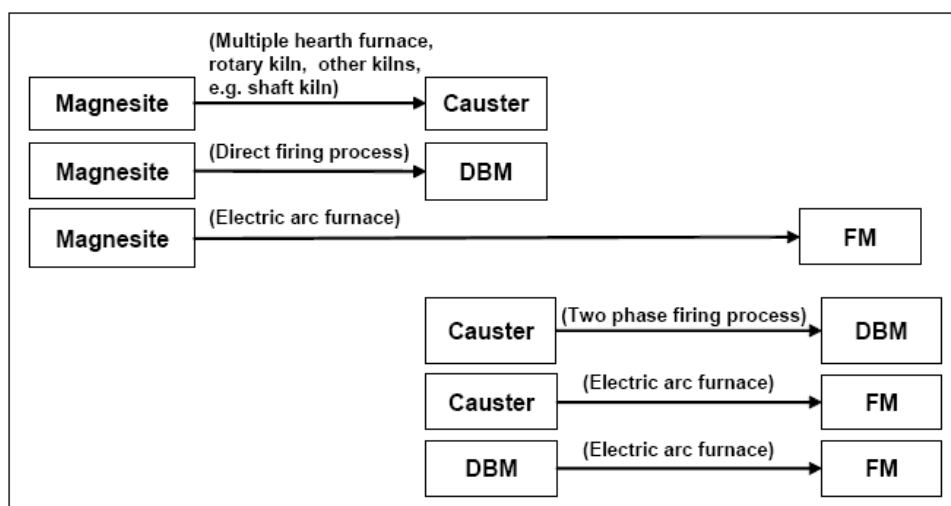 (Multiple hearth furnace,
rotary kiln, other kilns,
e.g. shaft kiln)
Magnesite
Causter
(Direct firing process)
Magnesite
DBM
(Electric arc furnace)
Magnesite
FM
(Two phase firing process)
Causter
DBM
(Electric arc furnace)
Causter
FM
(Electric arc furnace)
DBM
FM